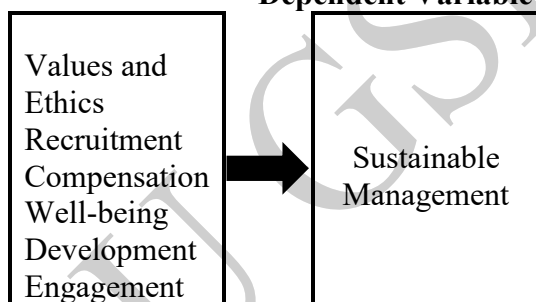 Dependent Variable
Values and
Ethics
Recruitment
Compensation
Well-being
Development
Engagement
Sustainable
Management